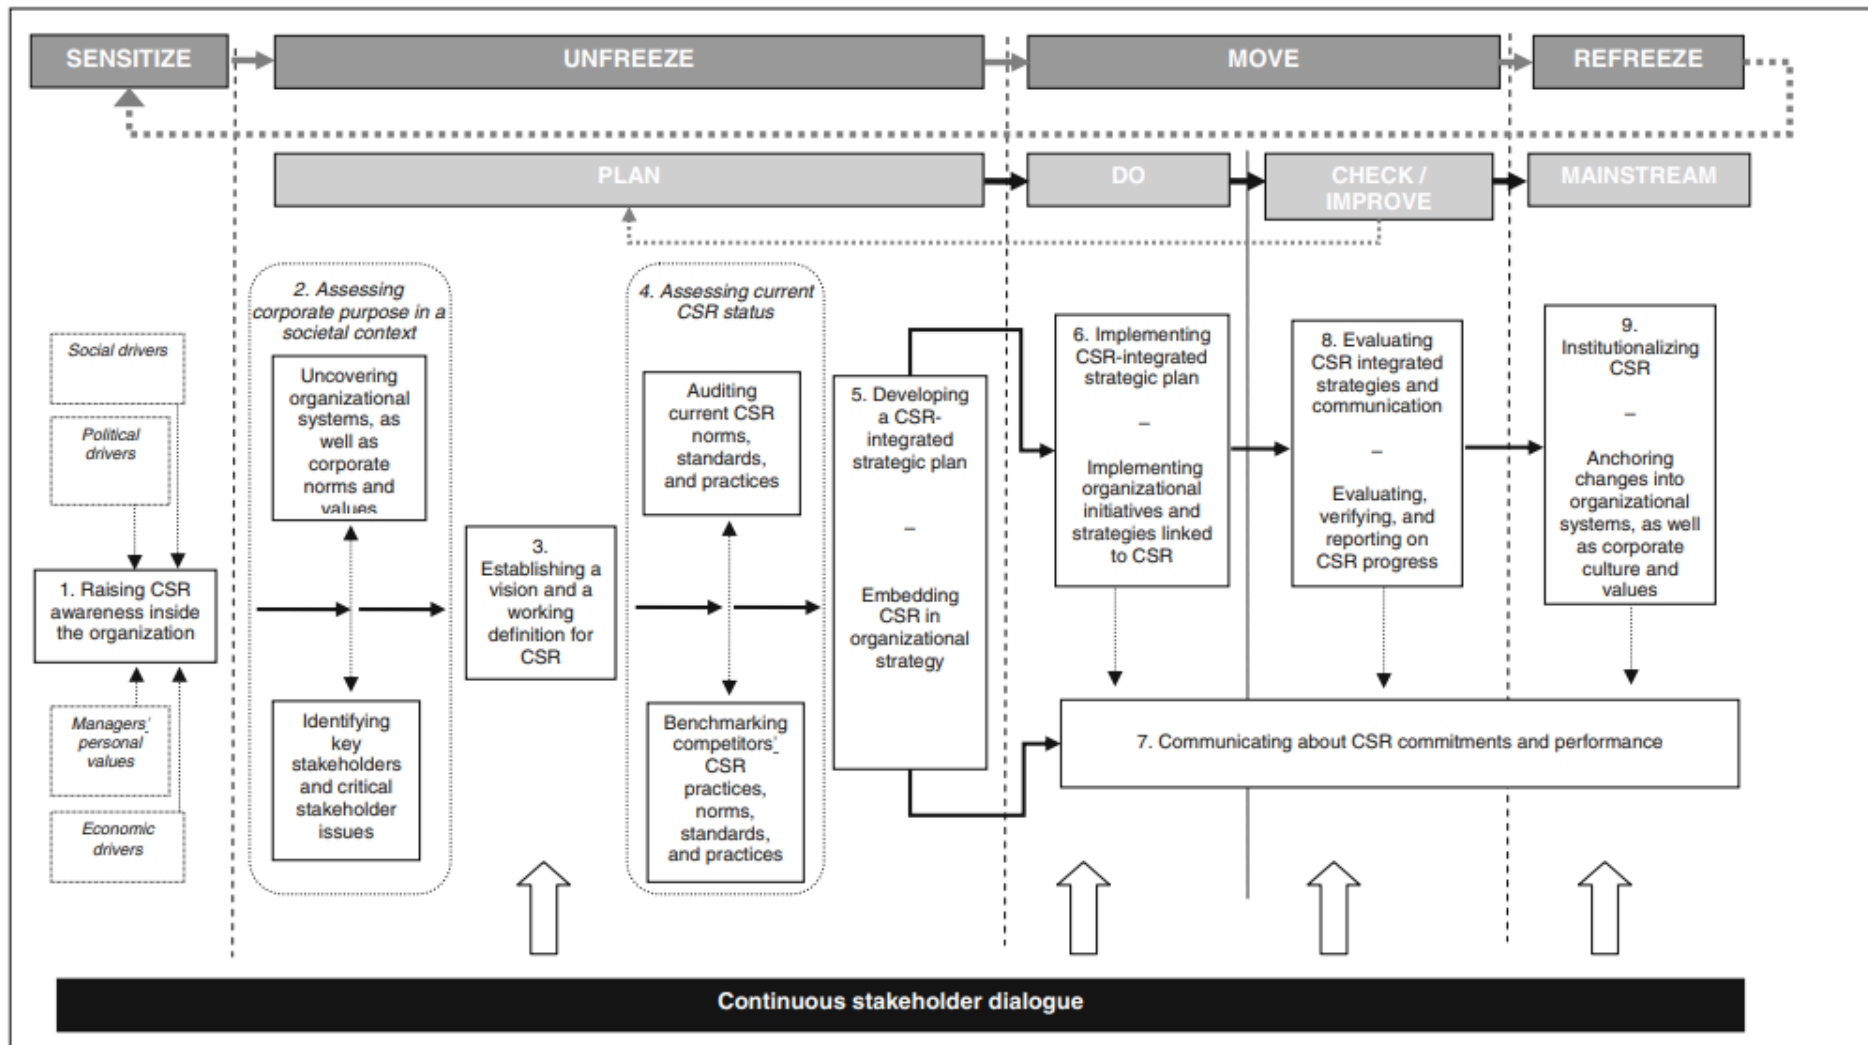 SENSITIZE
UNFREEZE
MOVE
REFREEZE
PLAN
DO
CHECK /
IMPROVE
MAINSTREAM
Social drivers
Political
drivers
1. Raising CSR
awareness inside
the organization
Managers'
personal
values
Economic
drivers
2. Assessing
corporate purpose in a
societal context
Uncovering
organizational
systems, as
well as
corporate
norms and
values
Identifying
key
stakeholders
and critical
stakeholder
issues
3.
Establishing a
vision and a
working
definition for
CSR
4. Assessing current
CSR status
Auditing
current CSR
norms,
standards,
and practices
Benchmarking
competitors'
CSR
practices,
norms,
standards,
and practices
5. Developing
a CSR-
integrated
strategic plan
–
Embedding
CSR in
organizational
strategy
6. Implementing
CSR-integrated
strategic plan
–
Implementing
organizational
initiatives and
strategies linked
to CSR
8. Evaluating
CSR integrated
strategies and
communication
–
Evaluating,
verifying, and
reporting on
CSR progress
9.
Institutionalizing
CSR
–
Anchoring
changes into
organizational
systems, as well
as corporate
culture and
values
7. Communicating about CSR commitments and performance
Continuous stakeholder dialogue